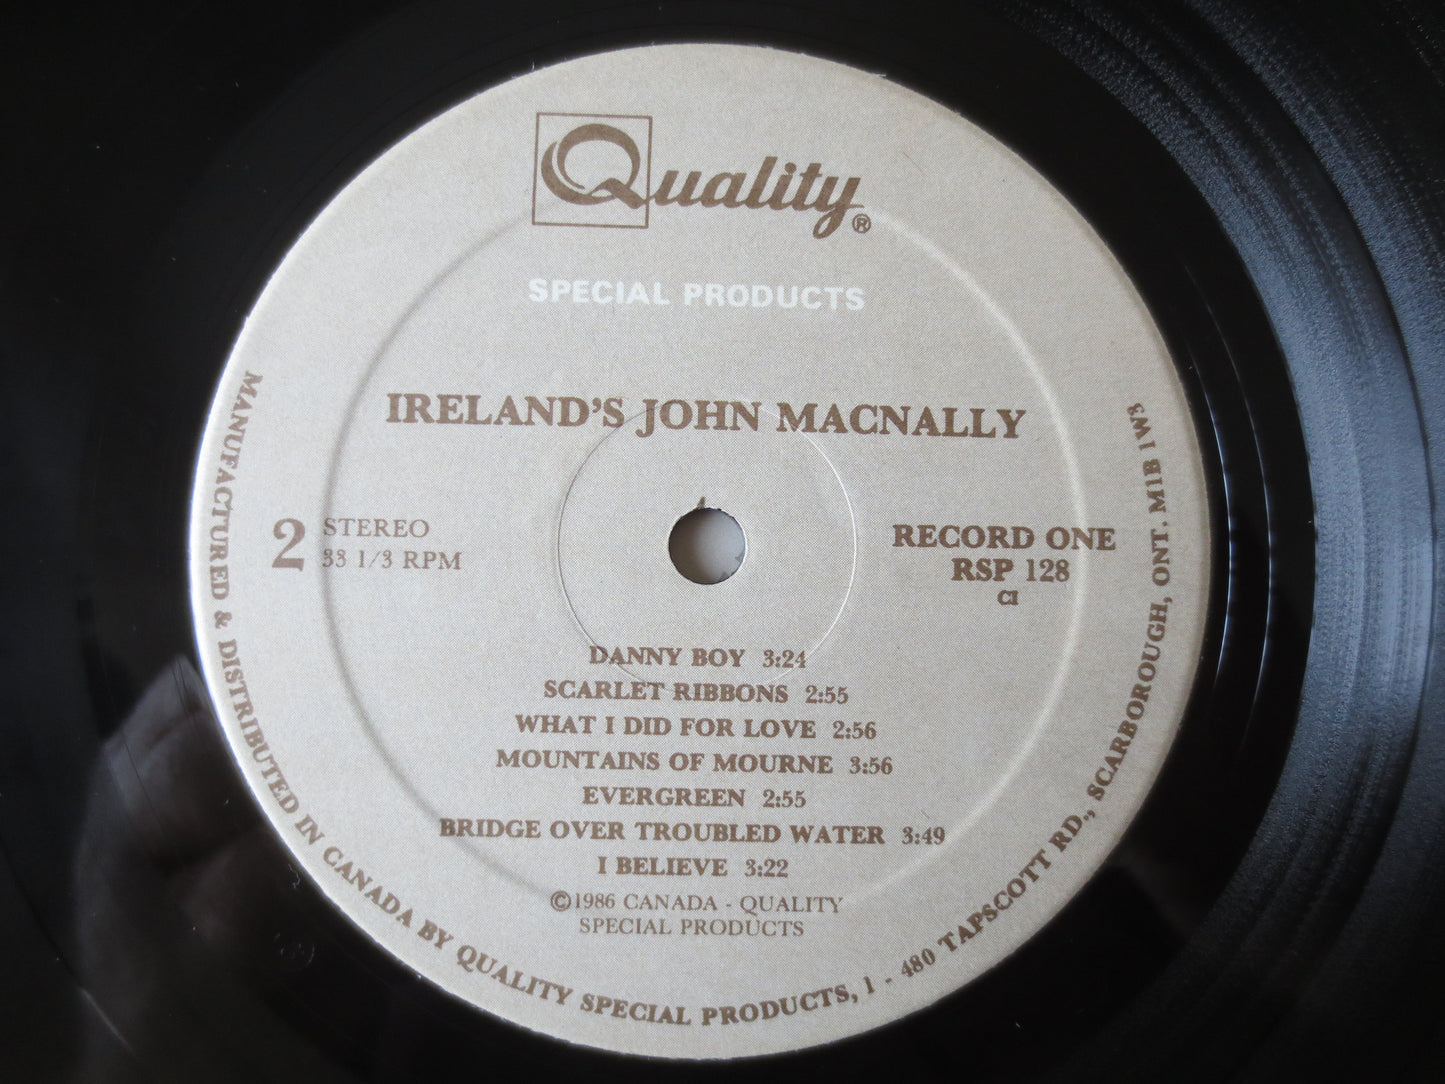 Quality®
SPECIAL PRODUCTS
IRELAND'S JOHN MACNALLY
2 STEREO
33 1/3 RPM
RECORD ONE
RSP 128
CI
DANNY BOY 3:24
SCARLET RIBBONS 2:55
WHAT I DID FOR LOVE 2:56
MOUNTAINS OF MOURNE 3:56
EVERGREEN 2:55
BRIDGE OVER TROUBLED WATER 3:49
I BELIEVE 3:22
©1986 CANADA - QUALITY
SPECIAL PRODUCTS
MANUFACTURED & DISTRIBUTED IN CANADA BY QUALITY SPECIAL PRODUCTS, 1 - 480 TAPSCOTT RD., SCARBOROUGH, ONT. M1B 1W3